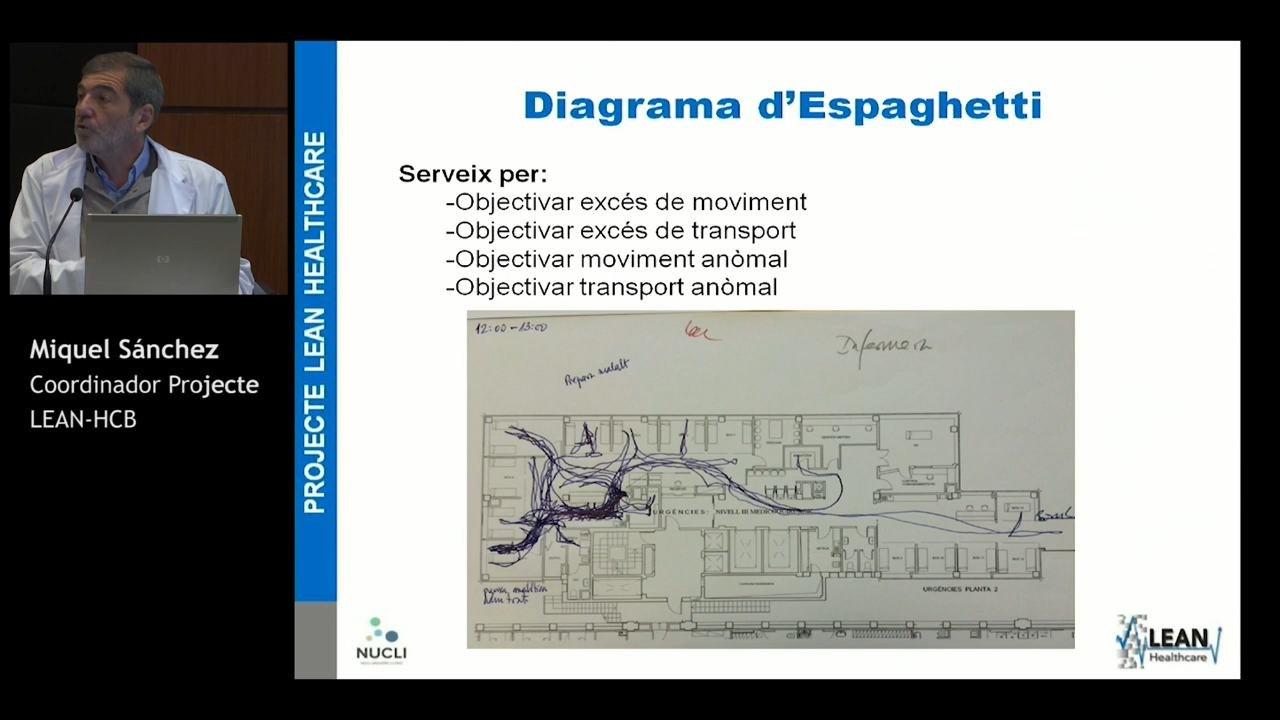 Diagrama d’Espaghetti
Serveix per:
-Objectivar excés de moviment
-Objectivar excés de transport
-Objectivar moviment anòmal
-Objectivar transport anòmal
PROJECTE LEAN HEALTHCARE
Miquel Sánchez
Coordinador Projecte
LEAN-HCB
12:00-13:00
Infermera
URGÈNCIES: NIVELL III
URGÈNCIES PLANTA 2
NUCLI
LEAN
Healthcare
hp